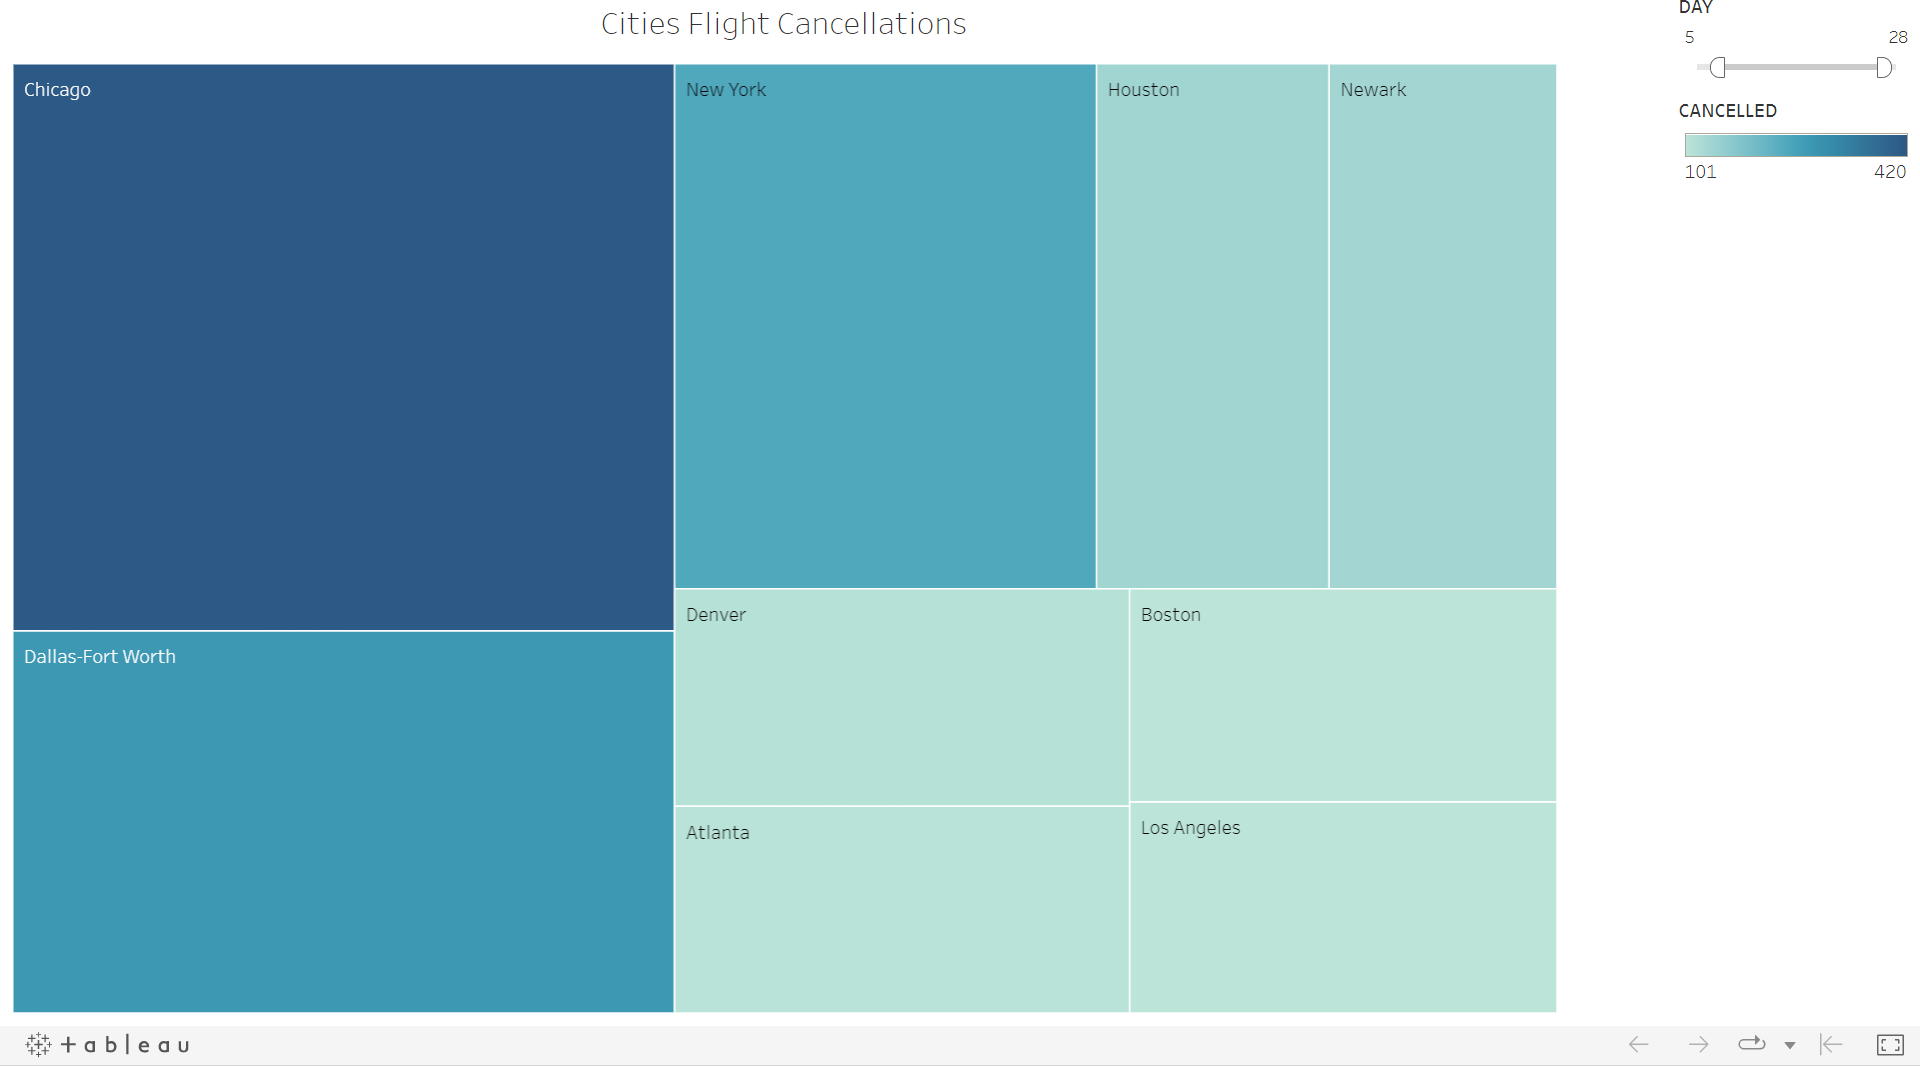 Cities Flight Cancellations
DAY
5 28
CANCELLED
101 420
Chicago
New York
Houston
Newark
Dallas-Fort Worth
Denver
Boston
Atlanta
Los Angeles
+ableau